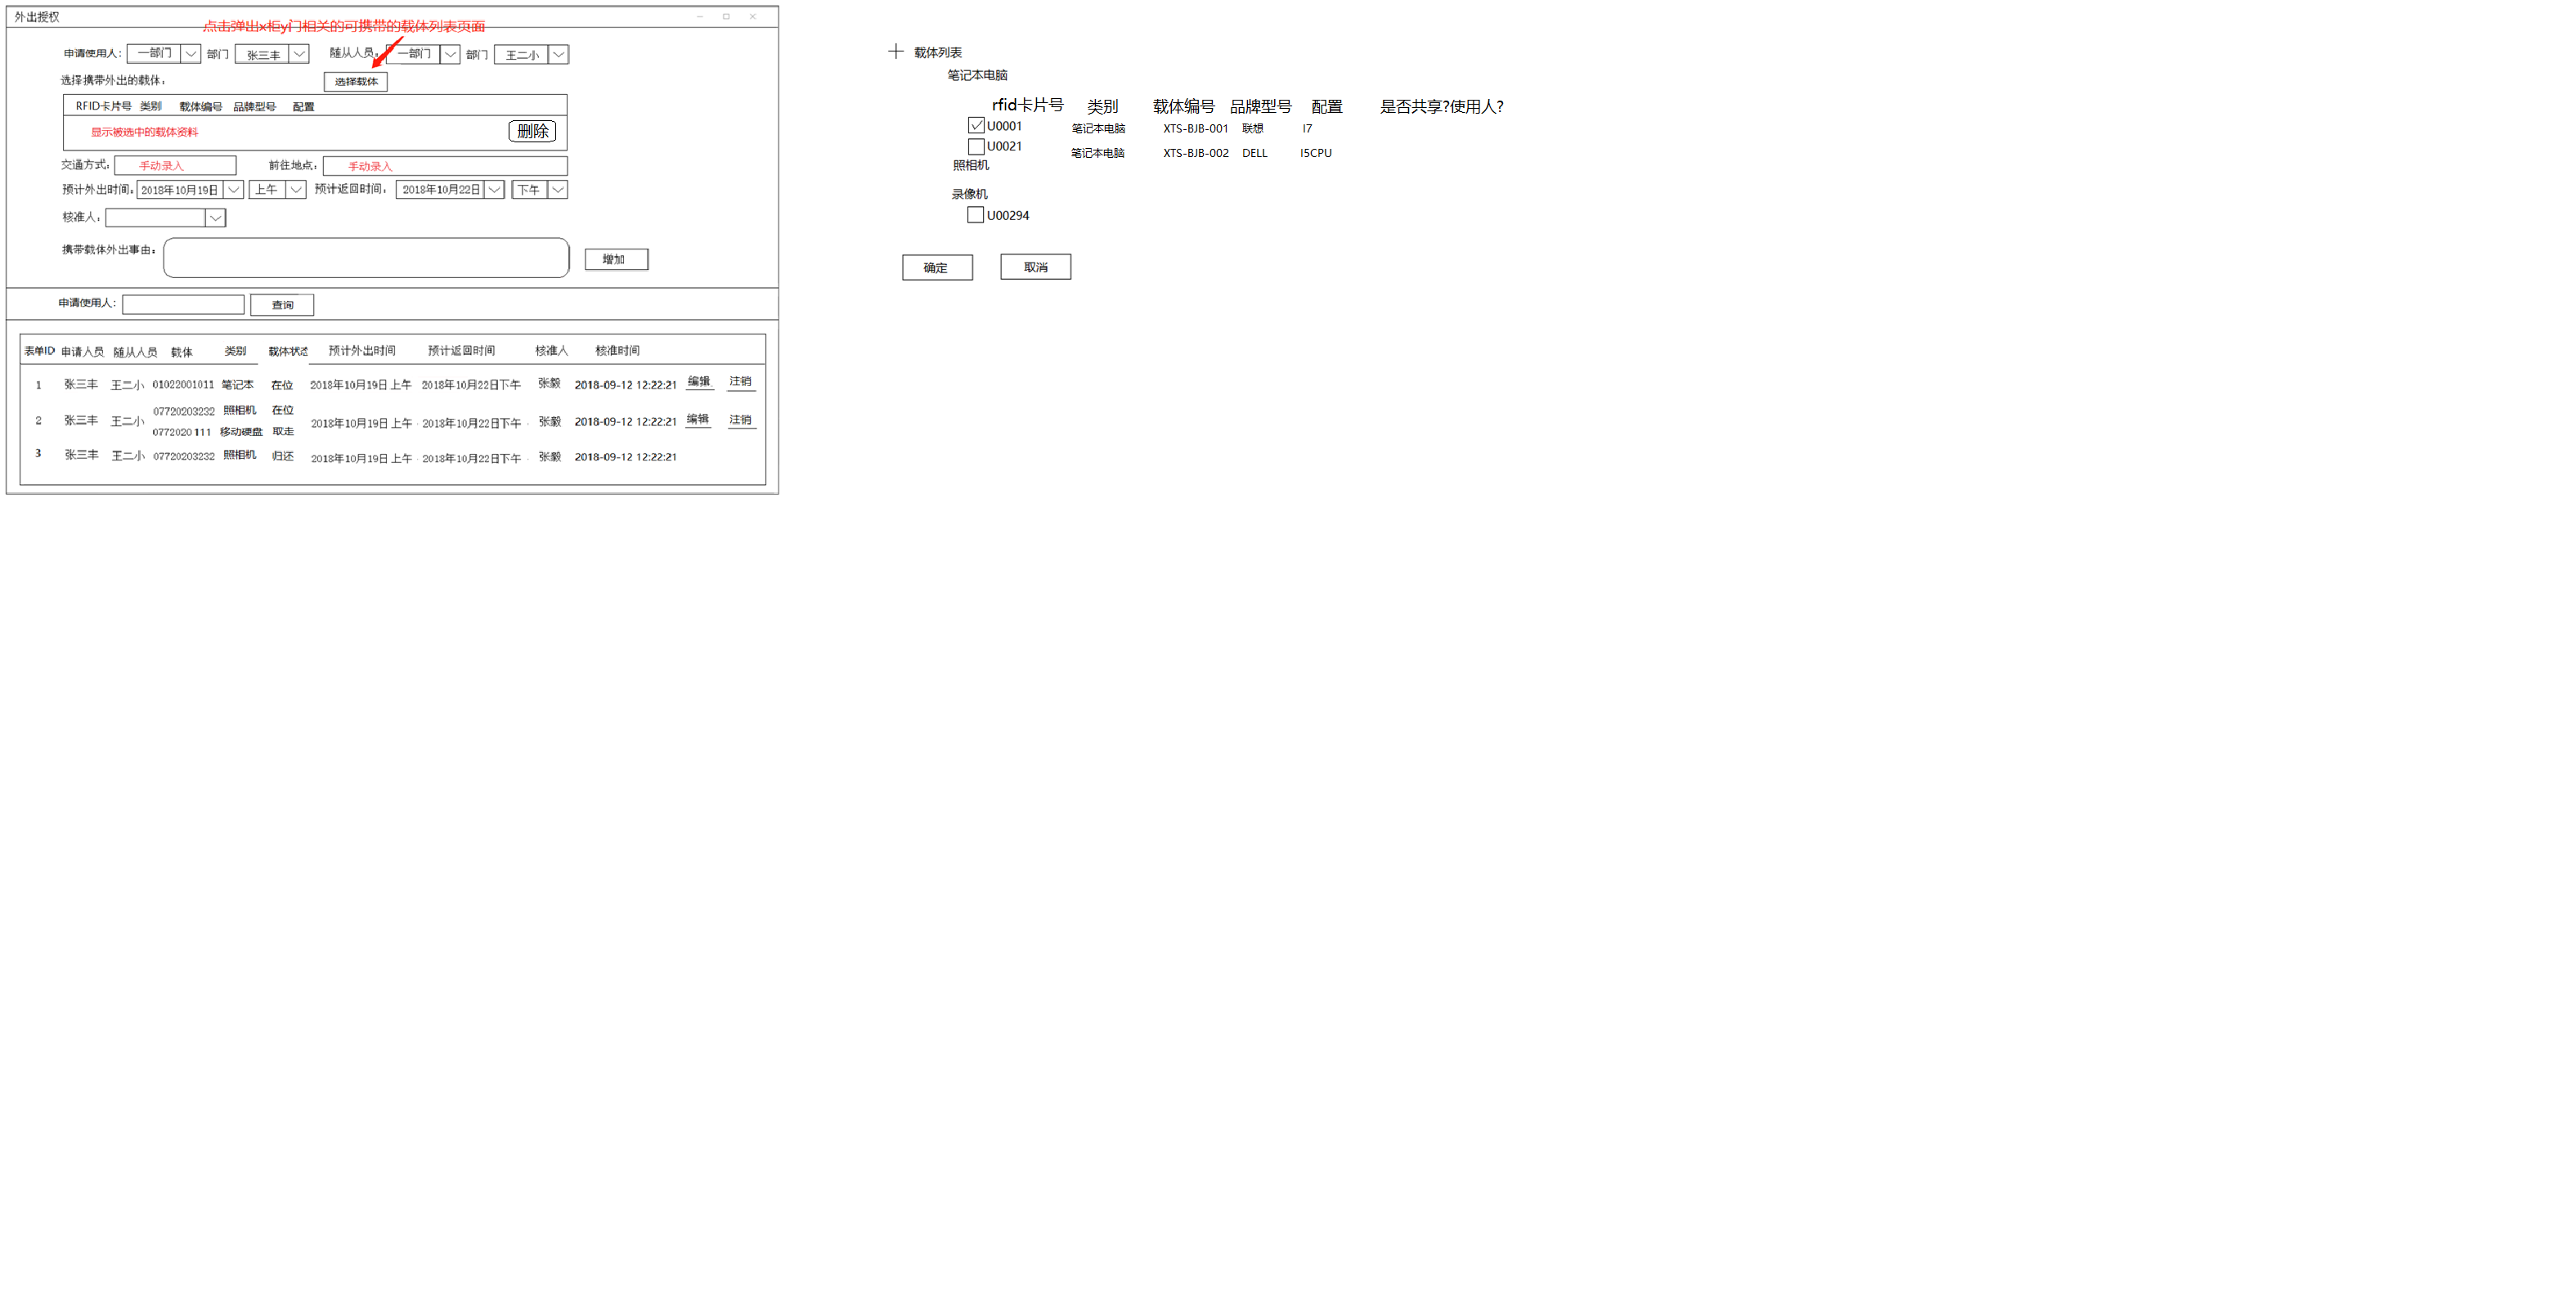 外出授权
点击弹出x柜y门相关的可携带的载体列表页面
申请使用人： 一部门 部门 张三丰 随从人员： 一部门 部门 王二小
选择携带外出的载体： 选择载体
RFID卡片号 类别 载体编号 品牌型号 配置
显示被选中的载体资料 删除
交通方式： 手动录入 前往地点： 手动录入
预计外出时间： 2018年10月19日 上午 预计返回时间： 2018年10月22日 下午
核准人：
携带载体外出事由： 增加
申请使用人： 查询
表单ID 申请人员 随从人员 载体 类别 载体状态 预计外出时间 预计返回时间 核准人 核准时间
1 张三丰 王二小 01022001011 笔记本 在位 2018年10月19日 上午 2018年10月22日下午 张毅 2018-09-12 12:22:21 编辑 注销
07720203232 照相机 在位
2 张三丰 王二小 2018年10月19日 上午 2018年10月22日下午 张毅 2018-09-12 12:22:21 编辑 注销
0772020 111 移动硬盘 取走
3 张三丰 王二小 07720203232 照相机 归还 2018年10月19日 上午 2018年10月22日下午 张毅 2018-09-12 12:22:21
载体列表
笔记本电脑
rfid卡片号 类别 载体编号 品牌型号 配置 是否共享?使用人?
U0001 笔记本电脑 XTS-BJB-001 联想 I7
U0021 笔记本电脑 XTS-BJB-002 DELL I5CPU
照相机
录像机
U00294
确定 取消